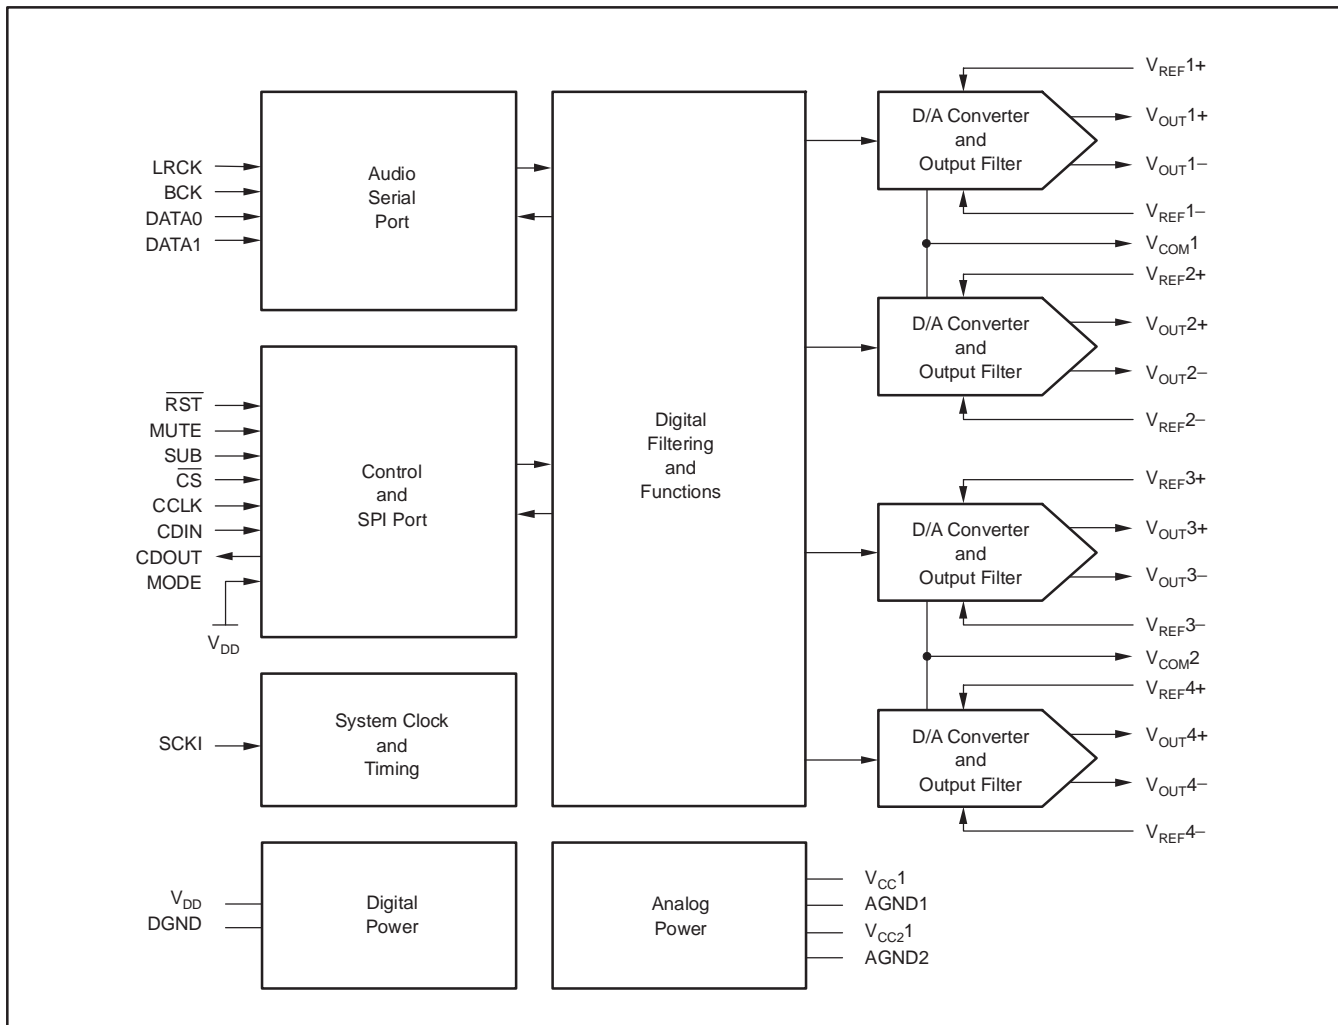 LRCK
BCK
DATA0
DATA1
Audio
Serial
Port
R̅S̅T̅
MUTE
SUB
C̅S̅
CCLK
CDIN
CDOUT
MODE
VDD
Control
and
SPI Port
SCKI
System Clock
and
Timing
VDD
DGND
Digital
Power
Digital
Filtering
and
Functions
Analog
Power
VCC1
AGND1
VCC21
AGND2
D/A Converter
and
Output Filter
VREF1+
VOUT1+
VOUT1–
VREF1–
VCOM1
D/A Converter
and
Output Filter
VREF2+
VOUT2+
VOUT2–
VREF2–
D/A Converter
and
Output Filter
VREF3+
VOUT3+
VOUT3–
VREF3–
VCOM2
D/A Converter
and
Output Filter
VREF4+
VOUT4+
VOUT4–
VREF4–